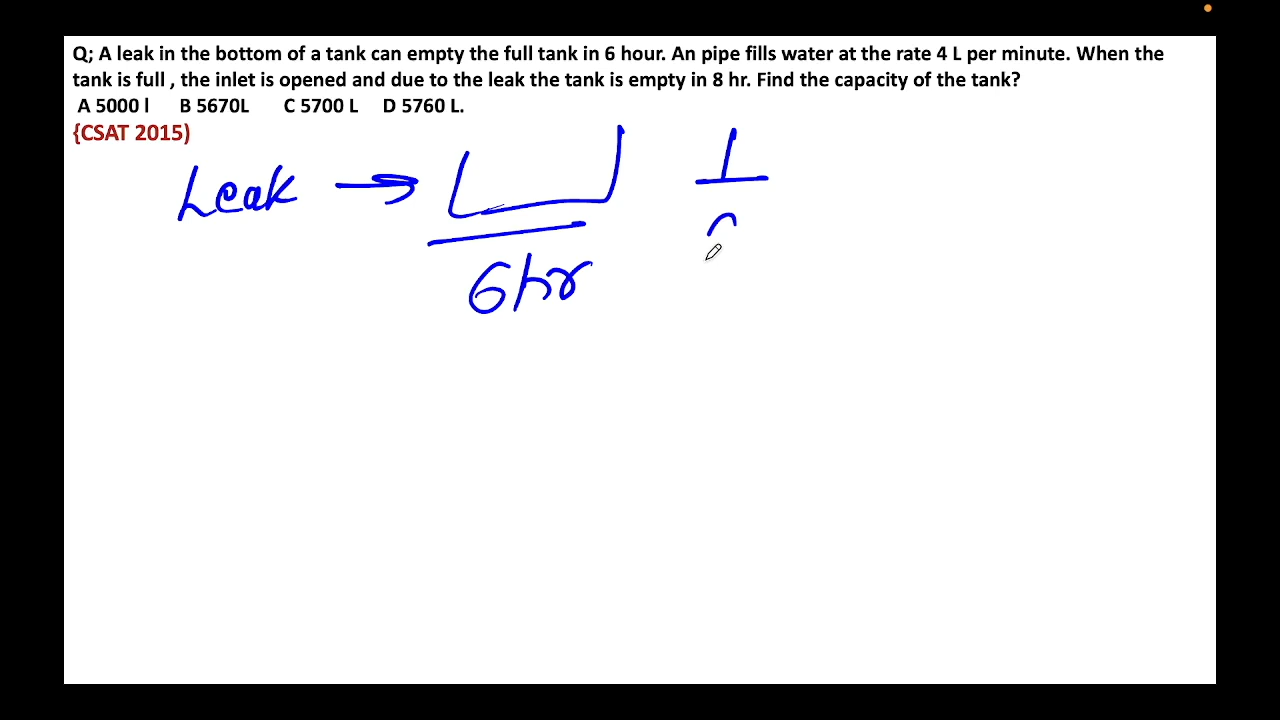 Q; A leak in the bottom of a tank can empty the full tank in 6 hour. An pipe fills water at the rate 4 L per minute. When the
tank is full , the inlet is opened and due to the leak the tank is empty in 8 hr. Find the capacity of the tank?
A 5000 l B 5670L C 5700 L D 5760 L.
{CSAT 2015)
Leak → 1
6hr